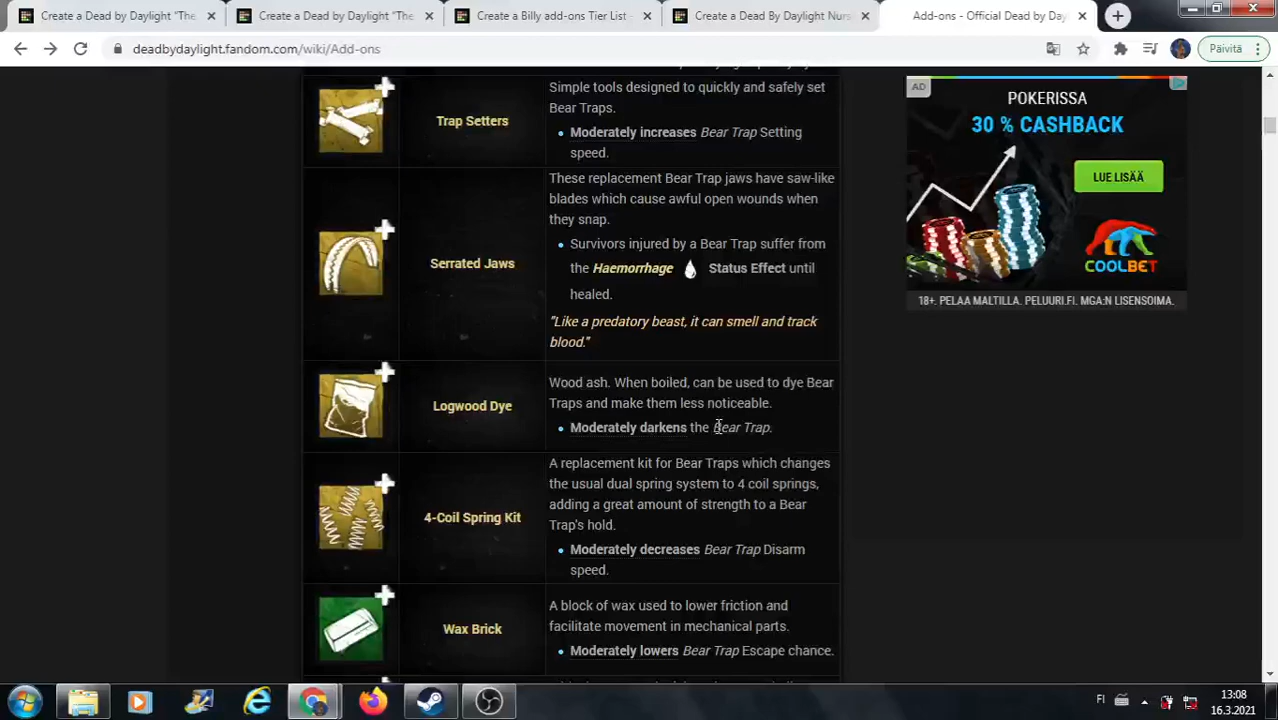 Create a Dead by Daylight "The
Create a Dead by Daylight "The
Create a Billy add-ons Tier List -
Create a Dead By Daylight Nurs
Add-ons - Official Dead by Day
deadbydaylight.fandom.com/wiki/Add-ons
Päivitä
Simple tools designed to quickly and safely set
Bear Traps.
Trap Setters
Moderately increases Bear Trap Setting
speed.
These replacement Bear Trap jaws have saw-like
blades which cause awful open wounds when
they snap.
Survivors injured by a Bear Trap suffer from
Serrated Jaws
the Haemorrhage Status Effect until
healed.
"Like a predatory beast, it can smell and track
blood."
Wood ash. When boiled, can be used to dye Bear
Traps and make them less noticeable.
Logwood Dye
Moderately darkens the Bear Trap.
A replacement kit for Bear Traps which changes
the usual dual spring system to 4 coil springs,
adding a great amount of strength to a Bear
Trap's hold.
4-Coil Spring Kit
Moderately decreases Bear Trap Disarm
speed.
A block of wax used to lower friction and
facilitate movement in mechanical parts.
Wax Brick
Moderately lowers Bear Trap Escape chance.
AD
POKERISSA
30 % CASHBACK
LUE LISÄÄ
COOLBET
18+. PELAA MALTILLA. PELUURI.FI. MGA:N LISENSOIMA.
FI
13:08
16.3.2021